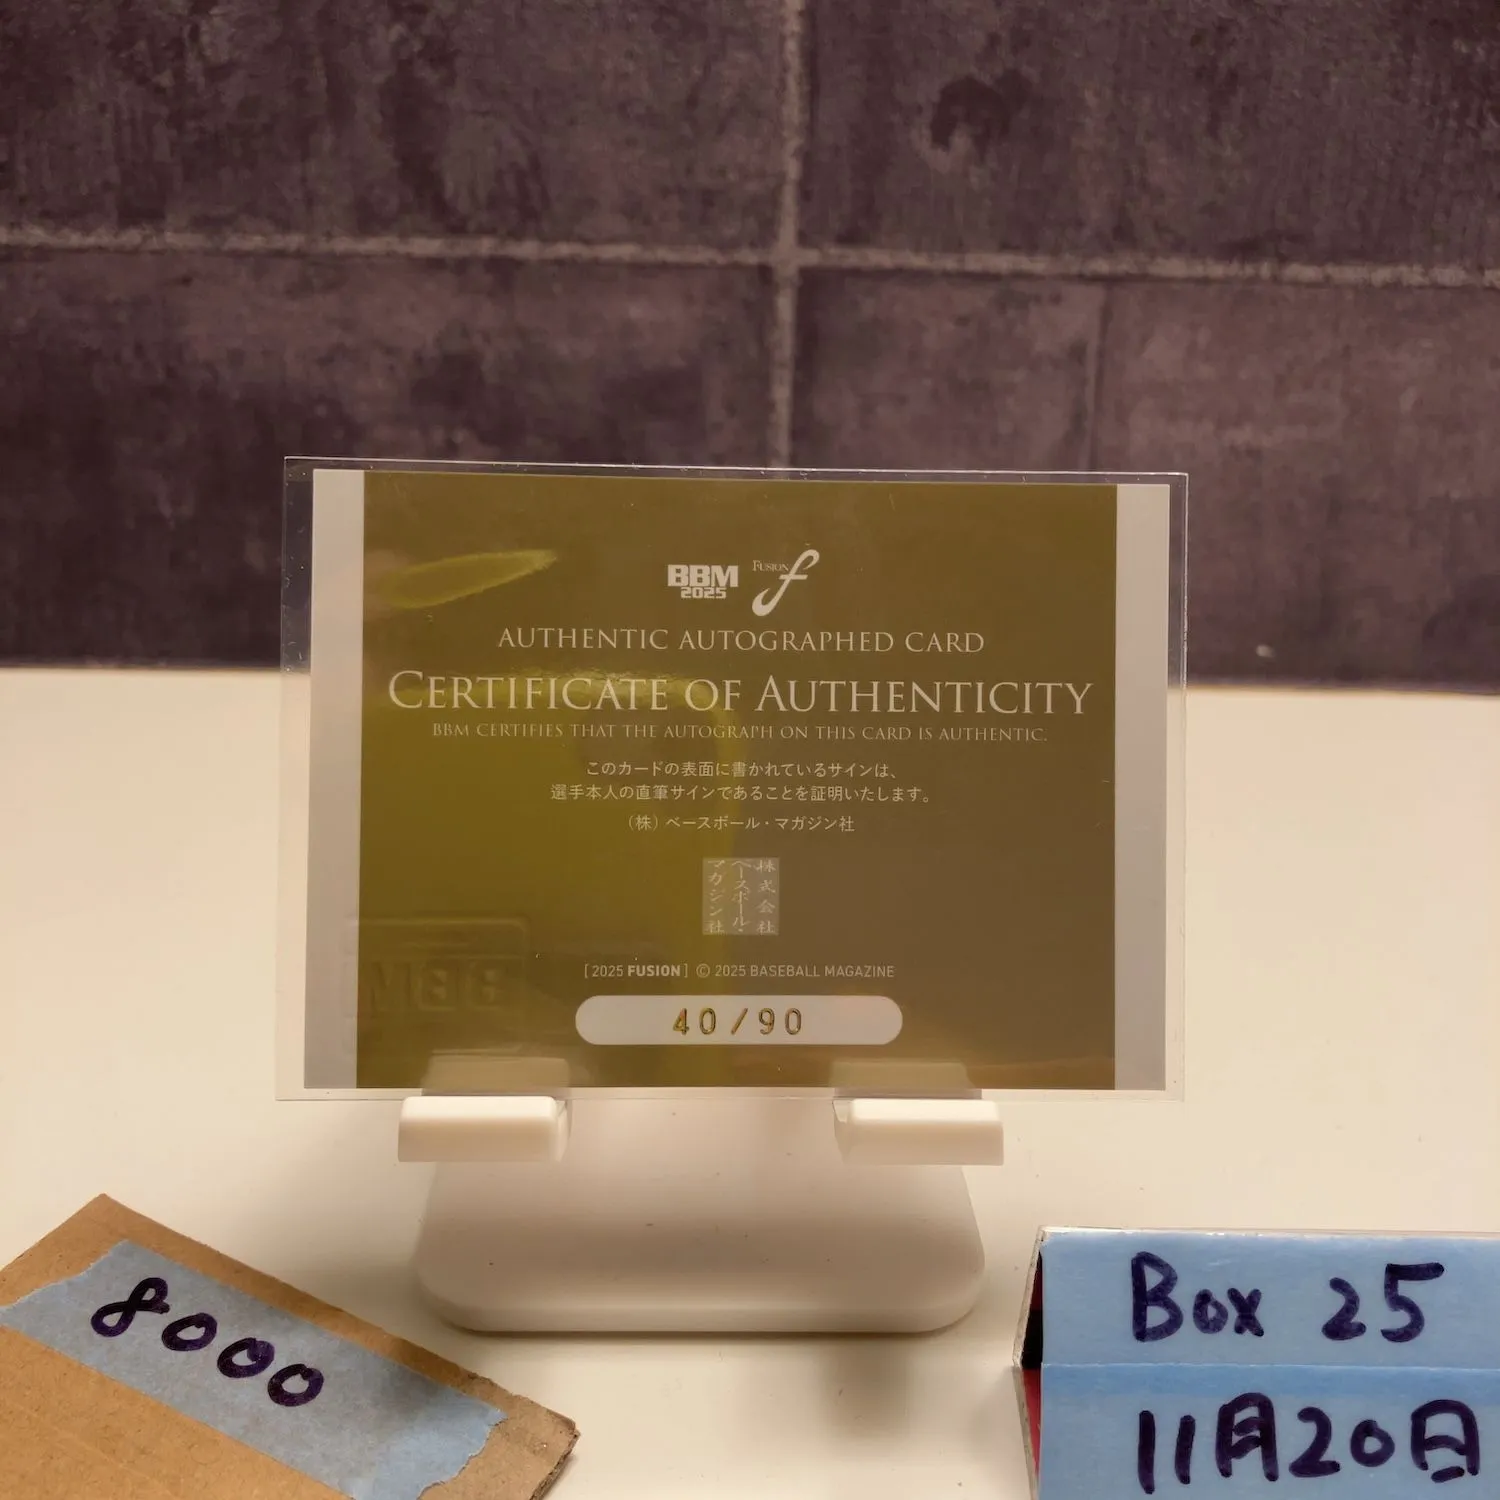 BBM
2025
FUSION f
AUTHENTIC AUTOGRAPHED CARD
CERTIFICATE OF AUTHENTICITY
BBM CERTIFIES THAT THE AUTOGRAPH ON THIS CARD IS AUTHENTIC.
このカードの表面に書かれているサインは、
選手本人の直筆サインであることを証明いたします。
（株）ベースボール・マガジン社
株式会社
ベースボール・
マガジン社
[ 2025 FUSION ] © 2025 BASEBALL MAGAZINE
40/90
8000
Box 25
11月20日